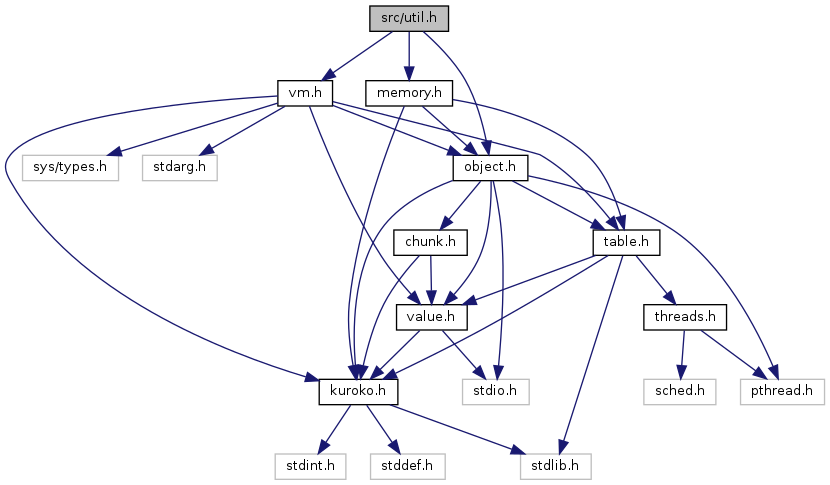 src/util.h
vm.h
memory.h
sys/types.h
stdarg.h
object.h
chunk.h
table.h
value.h
threads.h
kuroko.h
stdio.h
sched.h
pthread.h
stdint.h
stddef.h
stdlib.h